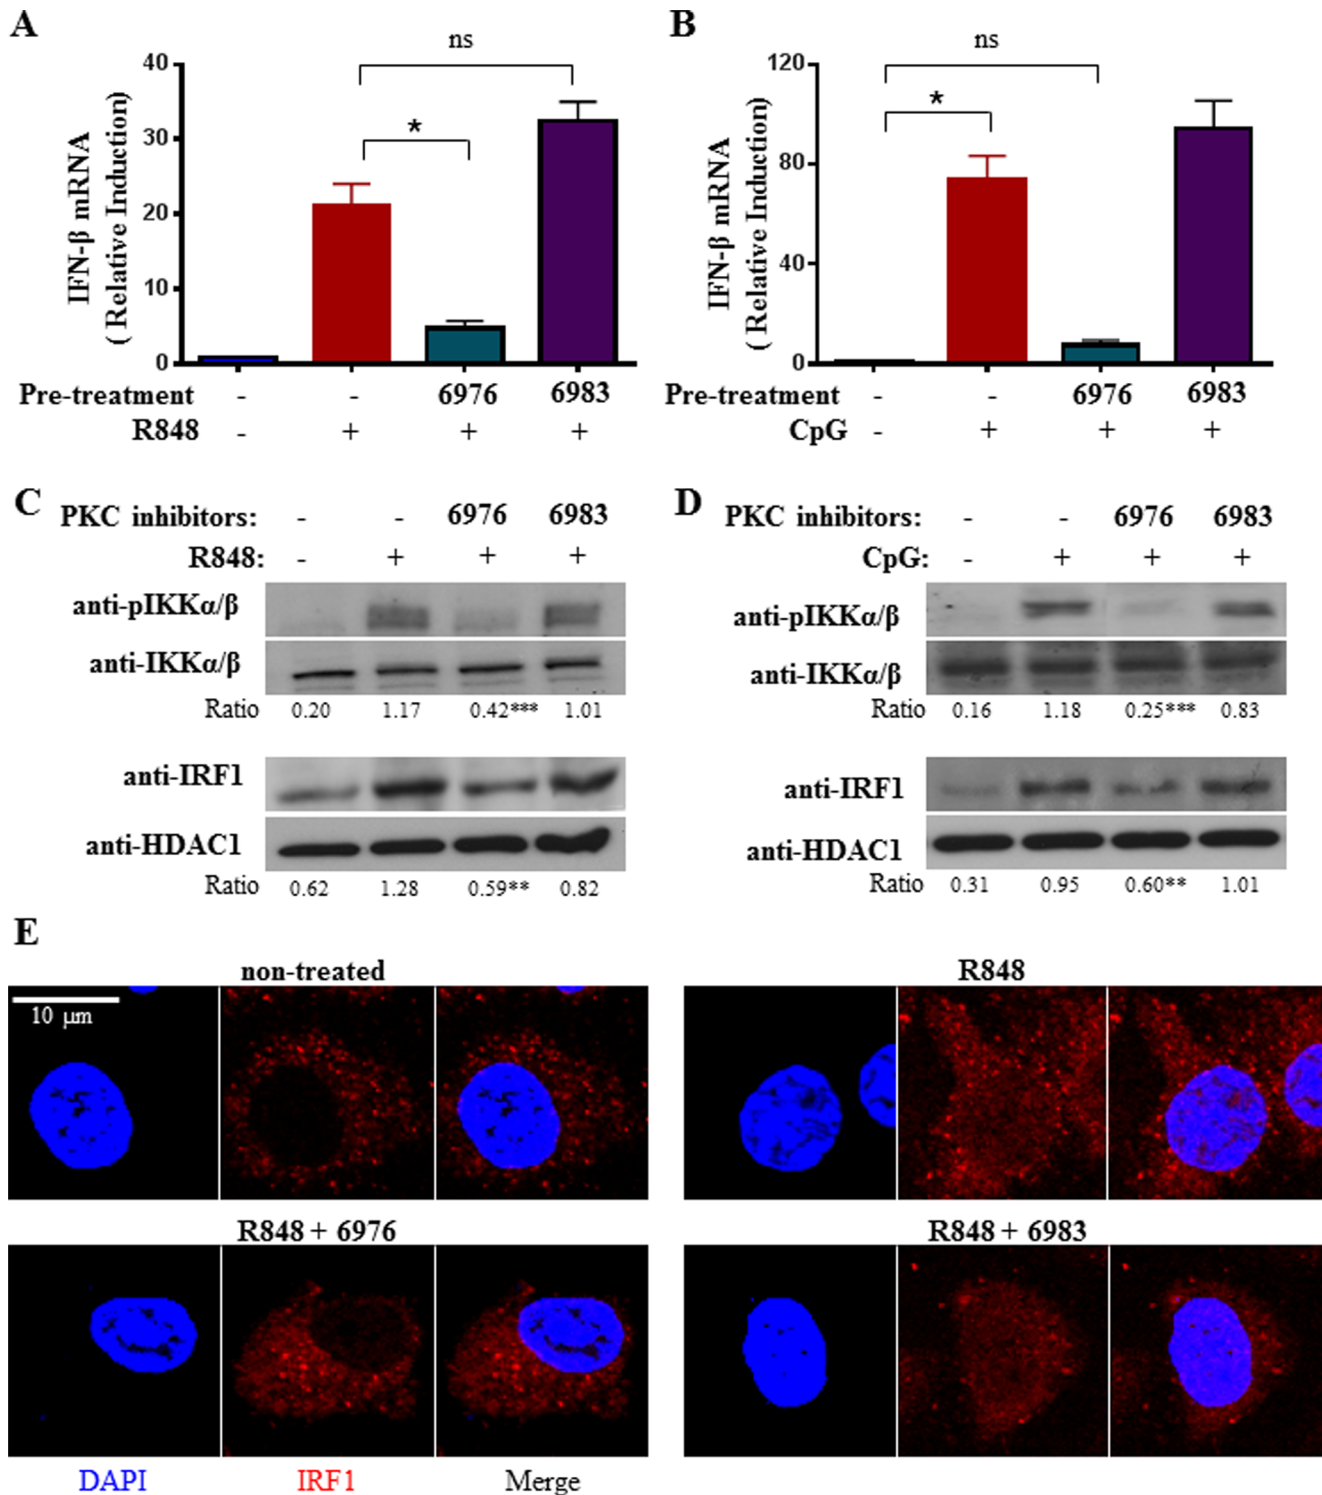 A
B
ns
ns
*
*
IFN-β mRNA
( Relative Induction)
40
30
20
10
0
IFN-β mRNA
( Relative Induction)
120
80
40
0
Pre-treatment - - 6976 6983
R848 - + + +
Pre-treatment - - 6976 6983
CpG - + + +
C
PKC inhibitors: - - 6976 6983
R848: - + + +
anti-pIKKα/β
anti-IKKα/β
Ratio 0.20 1.17 0.42*** 1.01
anti-IRF1
anti-HDAC1
Ratio 0.62 1.28 0.59** 0.82
D
PKC inhibitors: - - 6976 6983
CpG: - + + +
anti-pIKKα/β
anti-IKKα/β
Ratio 0.16 1.18 0.25*** 0.83
anti-IRF1
anti-HDAC1
Ratio 0.31 0.95 0.60** 1.01
E
non-treated
R848
10 µm
R848 + 6976
R848 + 6983
DAPI IRF1 Merge